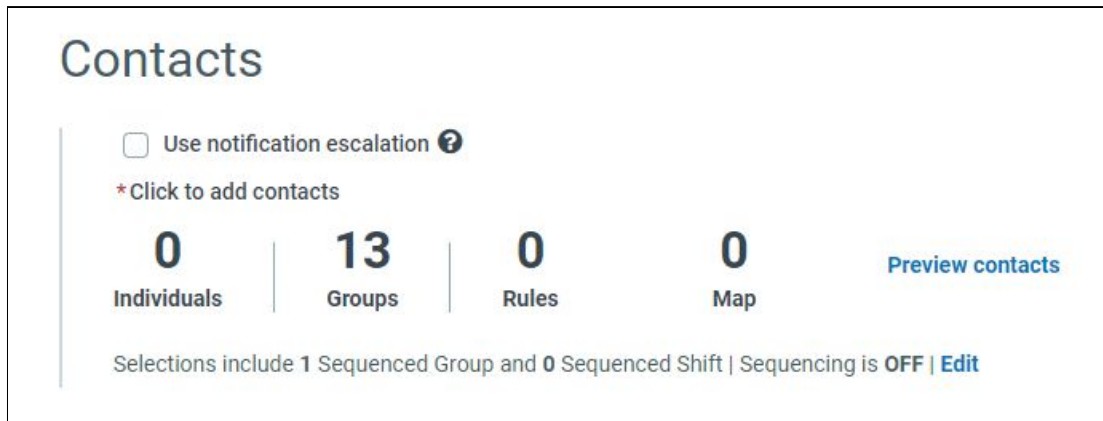 Contacts
Use notification escalation ?
*Click to add contacts
0 13 0 0 Preview contacts
Individuals Groups Rules Map
Selections include 1 Sequenced Group and 0 Sequenced Shift | Sequencing is OFF | Edit